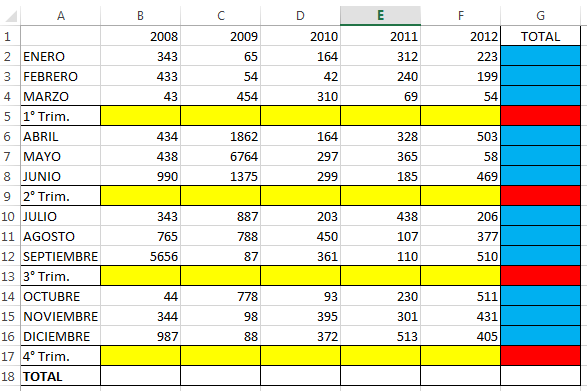 A B C D E F G
1 2008 2009 2010 2011 2012 TOTAL
2 ENERO 343 65 164 312 223
3 FEBRERO 433 54 42 240 199
4 MARZO 43 454 310 69 54
5 1° Trim.
6 ABRIL 434 1862 164 328 503
7 MAYO 438 6764 297 365 58
8 JUNIO 990 1375 299 185 469
9 2° Trim.
10 JULIO 343 887 203 438 206
11 AGOSTO 765 788 450 107 377
12 SEPTIEMBRE 5656 87 361 110 510
13 3° Trim.
14 OCTUBRE 44 778 93 230 511
15 NOVIEMBRE 344 98 395 301 431
16 DICIEMBRE 987 88 372 513 405
17 4° Trim.
18 TOTAL